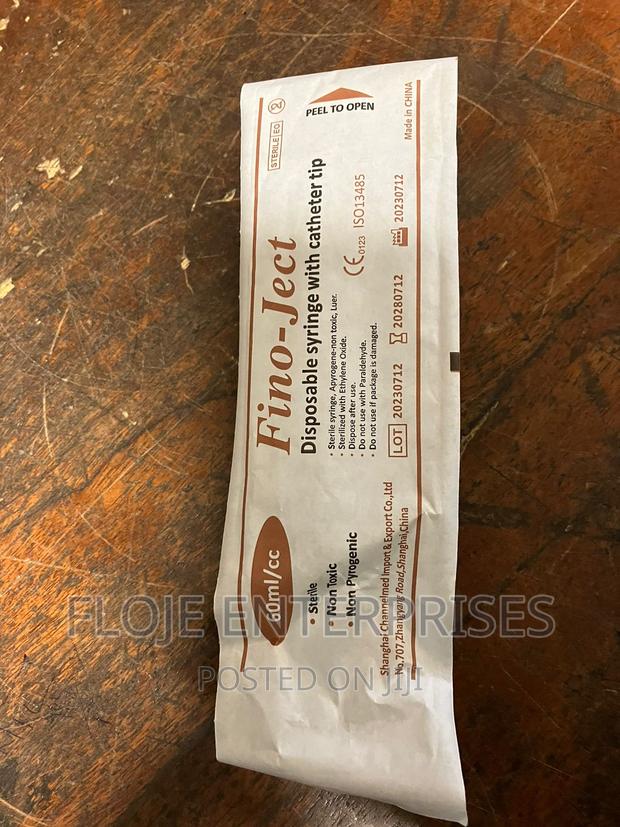 60ml/cc
Fino-Ject
STERILE EO
2
PEEL TO OPEN
Disposable syringe with catheter tip
• Sterile
• Non Toxic
• Non Pyrogenic
• Sterile syringe, Apyrogene-non toxic, Luer.
• Sterilized with Ethylene Oxide.
• Dispose after use.
• Do not use with Paraldehyde.
• Do not use if package is damaged.
CE 0123 ISO13485
Shanghai Channelmed Import & Export Co.,Ltd
No.707,Zhangyang Road,Shanghai,China
LOT 20230712 20280712 20230712
Made in CHINA
FLOJE ENTERPRISES
POSTED ON JIJI